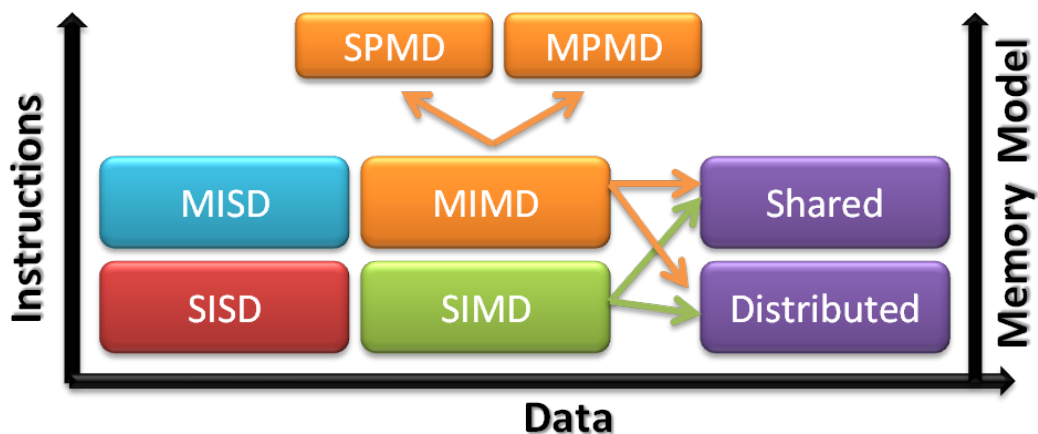 SPMD
MPMD
Instructions
MISD
MIMD
Shared
SISD
SIMD
Distributed
Memory Model
Data